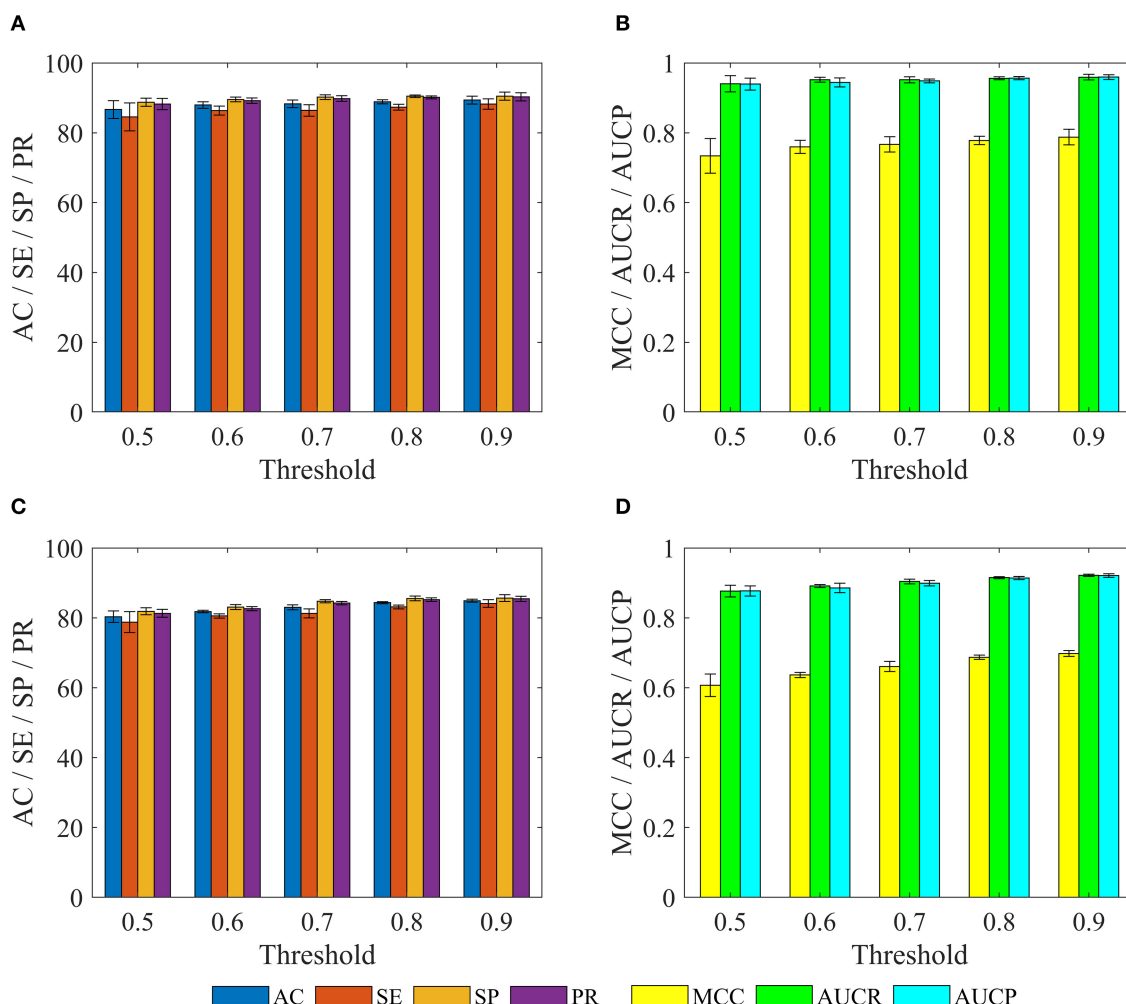 A
AC / SE / SP / PR
100
80
60
40
20
0
0.5 0.6 0.7 0.8 0.9
Threshold
B
MCC / AUCR / AUCP
1
0.8
0.6
0.4
0.2
0
0.5 0.6 0.7 0.8 0.9
Threshold
C
AC / SE / SP / PR
100
80
60
40
20
0
0.5 0.6 0.7 0.8 0.9
Threshold
D
MCC / AUCR / AUCP
1
0.8
0.6
0.4
0.2
0
0.5 0.6 0.7 0.8 0.9
Threshold
AC SE SP PR MCC AUCR AUCP